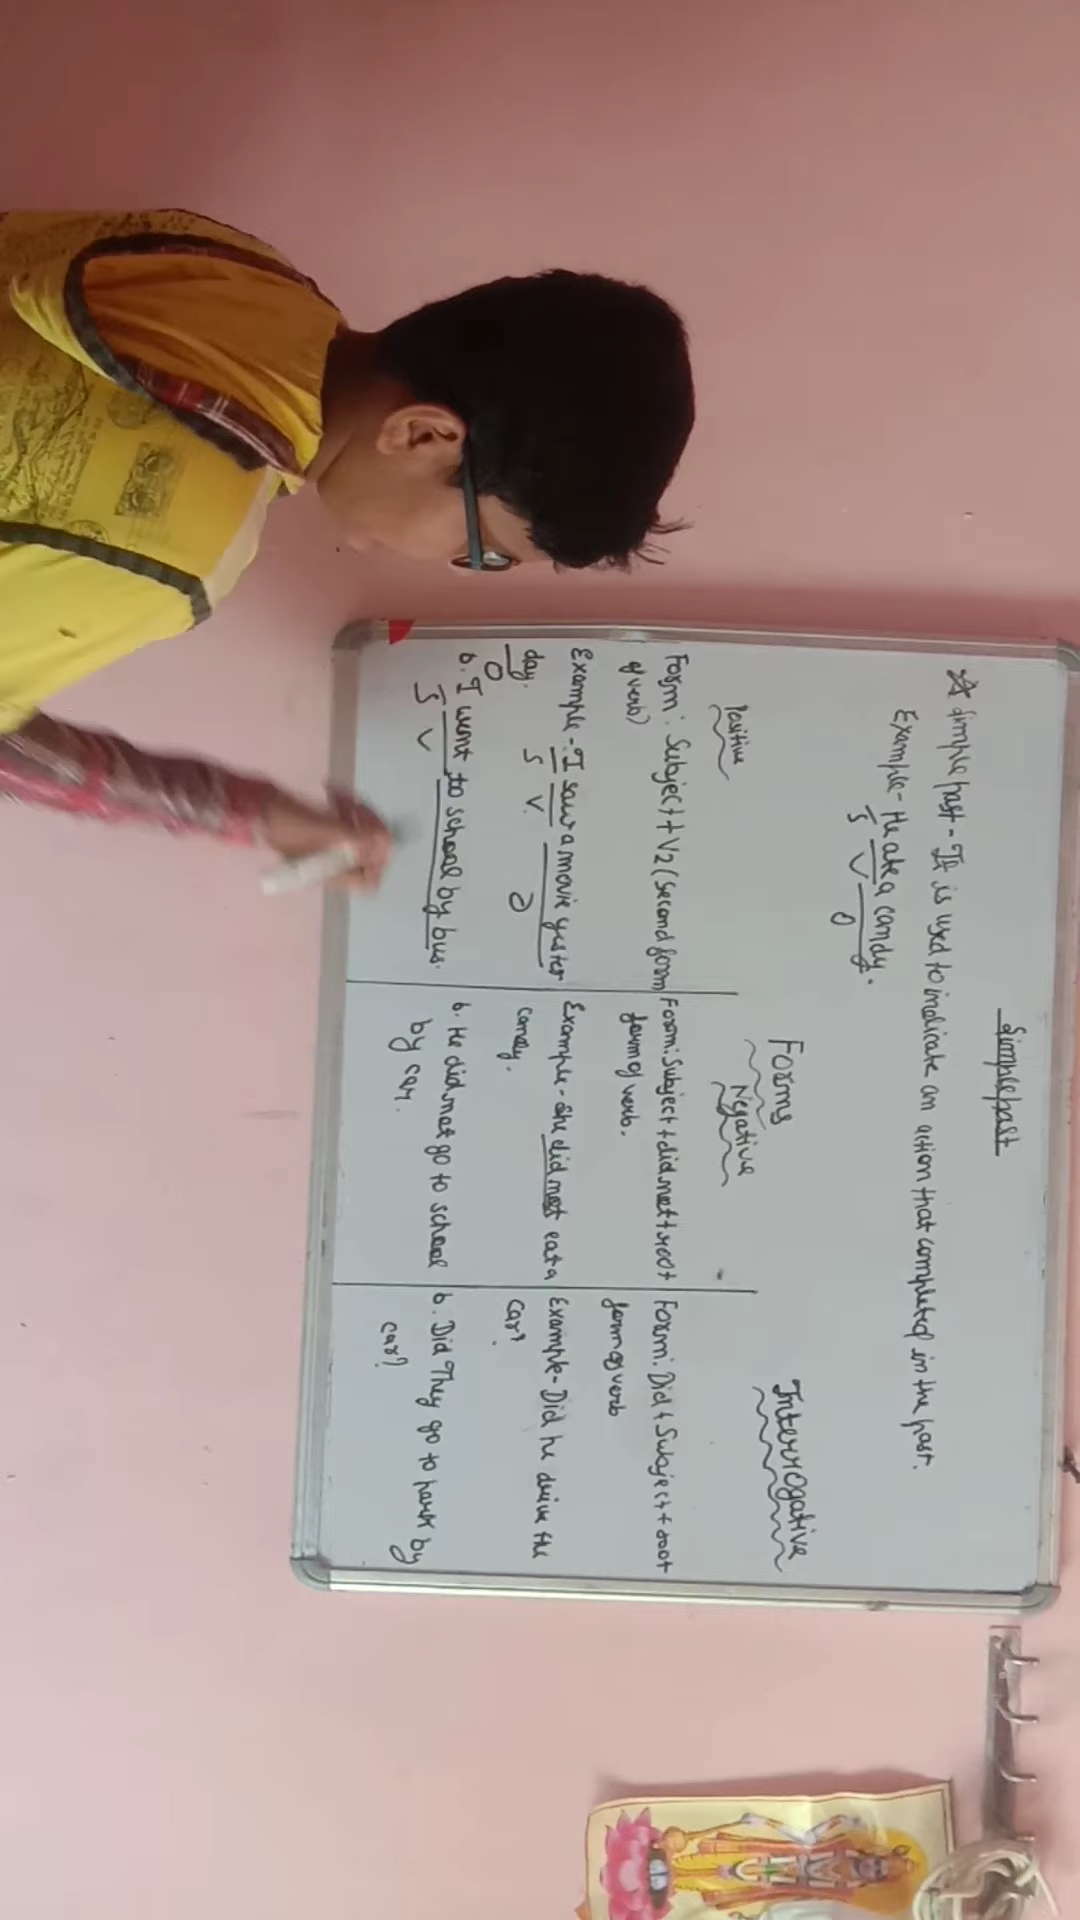 Simple past
☆ Simple past - It is used to indicate an action that completed in the past.
Example - He ate a candy.
S V O
Forms
Positive
Negative
Interrogative
Form: Subject + V2 (second form
of verb)
Example - I saw a movie yester
S V O
day.
O
b. I went to school by bus.
S V
Form: Subject + did not + root
form of verb.
Example - She did not eat a
candy.
b. He did not go to school
by car.
Form: Did + Subject + root
form of verb
Example - Did he drive the
car?
b. Did They go to park by
car?